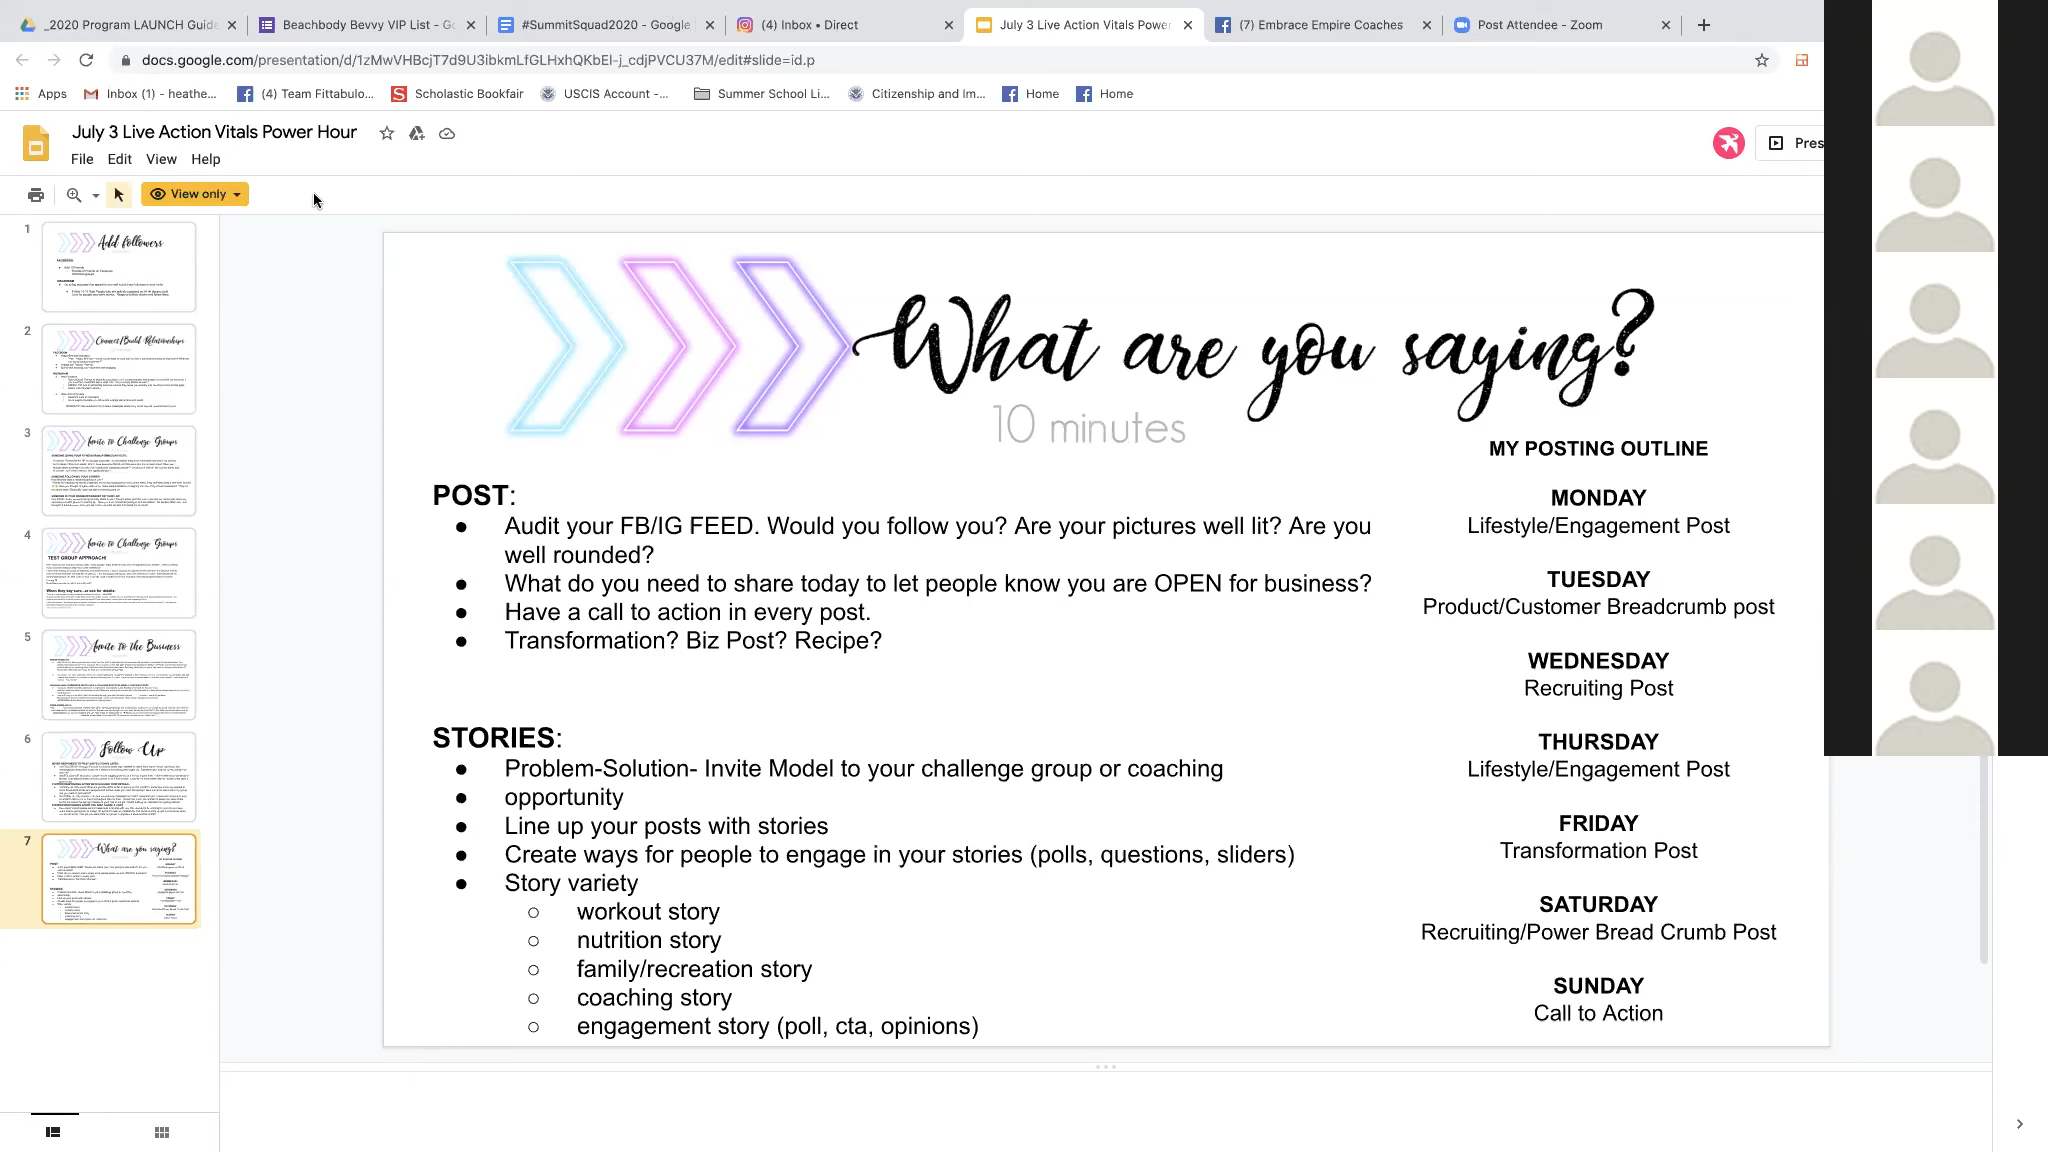 _2020 Program LAUNCH Guide
Beachbody Bevvy VIP List - Go
#SummitSquad2020 - Google
(4) Inbox • Direct
July 3 Live Action Vitals Power
(7) Embrace Empire Coaches
Post Attendee - Zoom
docs.google.com/presentation/d/1zMwVHBcjT7d9U3ibkmLfGLHxhQKbEl-j_cdjPVCU37M/edit#slide=id.p
Apps
Inbox (1) - heathe...
(4) Team Fittabulo...
Scholastic Bookfair
USCIS Account -...
Summer School Li...
Citizenship and Im...
Home
Home
July 3 Live Action Vitals Power Hour
File Edit View Help
Pres
View only
1
Add followers
2
Connect/Build Relationships
3
Invite to Challenge Groups
4
Invite to Challenge Groups
TEST GROUP APPROACH!
5
Invite to the Business
6
Follow Up
7
What are you saying?
What are you saying?
10 minutes
POST:
● Audit your FB/IG FEED. Would you follow you? Are your pictures well lit? Are you
well rounded?
● What do you need to share today to let people know you are OPEN for business?
● Have a call to action in every post.
● Transformation? Biz Post? Recipe?
STORIES:
● Problem-Solution- Invite Model to your challenge group or coaching
● opportunity
● Line up your posts with stories
● Create ways for people to engage in your stories (polls, questions, sliders)
● Story variety
○ workout story
○ nutrition story
○ family/recreation story
○ coaching story
○ engagement story (poll, cta, opinions)
MY POSTING OUTLINE
MONDAY
Lifestyle/Engagement Post
TUESDAY
Product/Customer Breadcrumb post
WEDNESDAY
Recruiting Post
THURSDAY
Lifestyle/Engagement Post
FRIDAY
Transformation Post
SATURDAY
Recruiting/Power Bread Crumb Post
SUNDAY
Call to Action